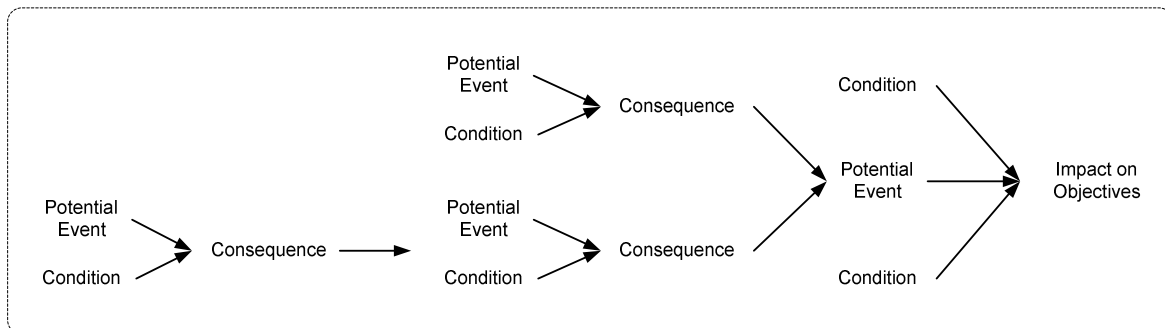 Potential
Event
Condition
Consequence
Potential
Event
Condition
Consequence
Potential
Event
Condition
Consequence
Condition
Potential
Event
Condition
Impact on
Objectives